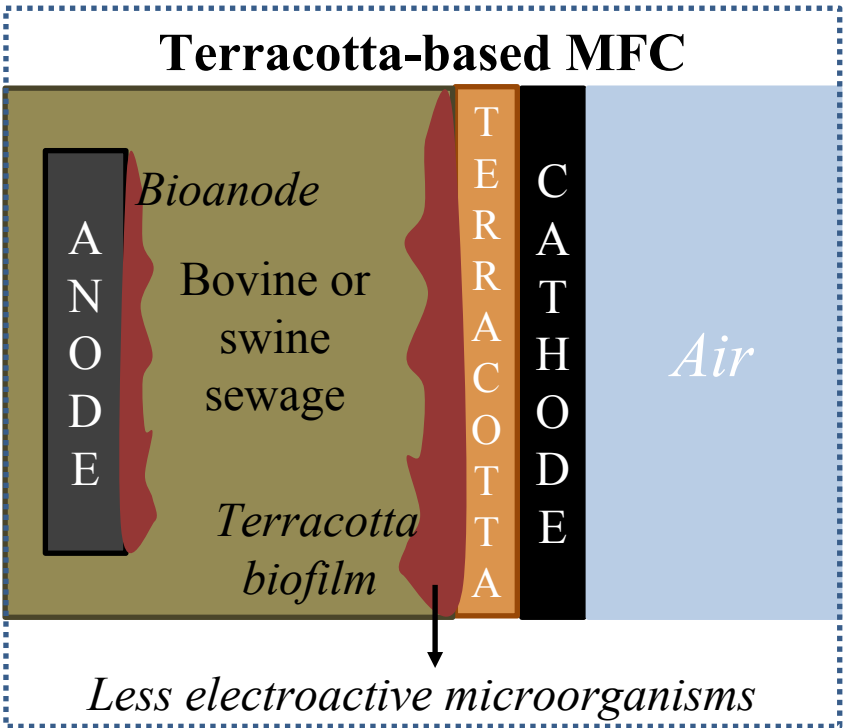 Terracotta-based MFC
ANODE
Bioanode
Bovine or
swine
sewage
Terracotta
biofilm
TERRACOTTA
CATHODE
Air
Less electroactive microorganisms